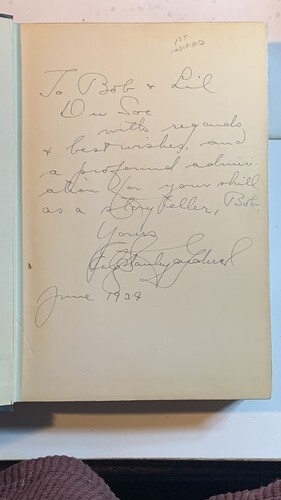 1st
inscribed
To Bob & Lil
Du Soe
with regards
& best wishes, and
a profound admir-
ation for your skill
as a story teller, Bob.
Yours
June 1934